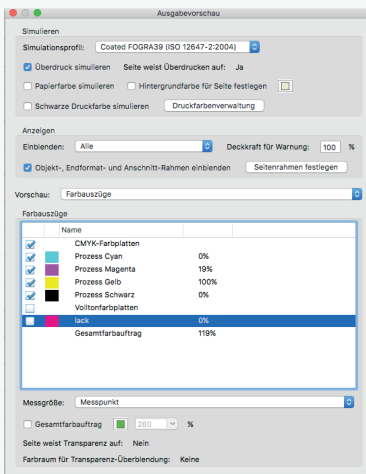 Ausgabevorschau
Simulieren
Simulationsprofil: Coated FOGRA39 (ISO 12647-2:2004)
Überdruck simulieren Seite weist Überdrucken auf: Ja
Papierfarbe simulieren Hintergrundfarbe für Seite festlegen
Schwarze Druckfarbe simulieren Druckfarbenverwaltung
Anzeigen
Einblenden: Alle Deckkraft für Warnung: 100 %
Objekt-, Endformat- und Anschnitt-Rahmen einblenden Seitenrahmen festlegen
Vorschau: Farbauszüge
Farbauszüge
Name
CMYK-Farbplatten
Prozess Cyan 0%
Prozess Magenta 19%
Prozess Gelb 100%
Prozess Schwarz 0%
Volltonfarbplatten
lack 0%
Gesamtfarbauftrag 119%
Messgröße: Messpunkt
Gesamtfarbauftrag 280 %
Seite weist Transparenz auf: Nein
Farbraum für Transparenz-Überblendung: Keine